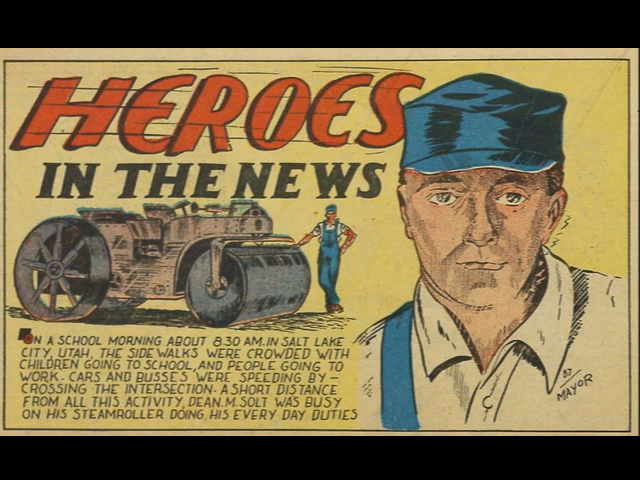 HEROES
IN THE NEWS
ON A SCHOOL MORNING ABOUT 8:30 AM. IN SALT LAKE
CITY, UTAH, THE SIDE WALKS WERE CROWDED WITH
CHILDREN GOING TO SCHOOL, AND PEOPLE GOING TO
WORK. CARS AND BUSSES WERE SPEEDING BY—
CROSSING THE INTERSECTION. A SHORT DISTANCE
FROM ALL THIS ACTIVITY, DEAN. M. SOLT WAS BUSY
ON HIS STEAMROLLER DOING, HIS EVERY DAY DUTIES
BY
MAYOR